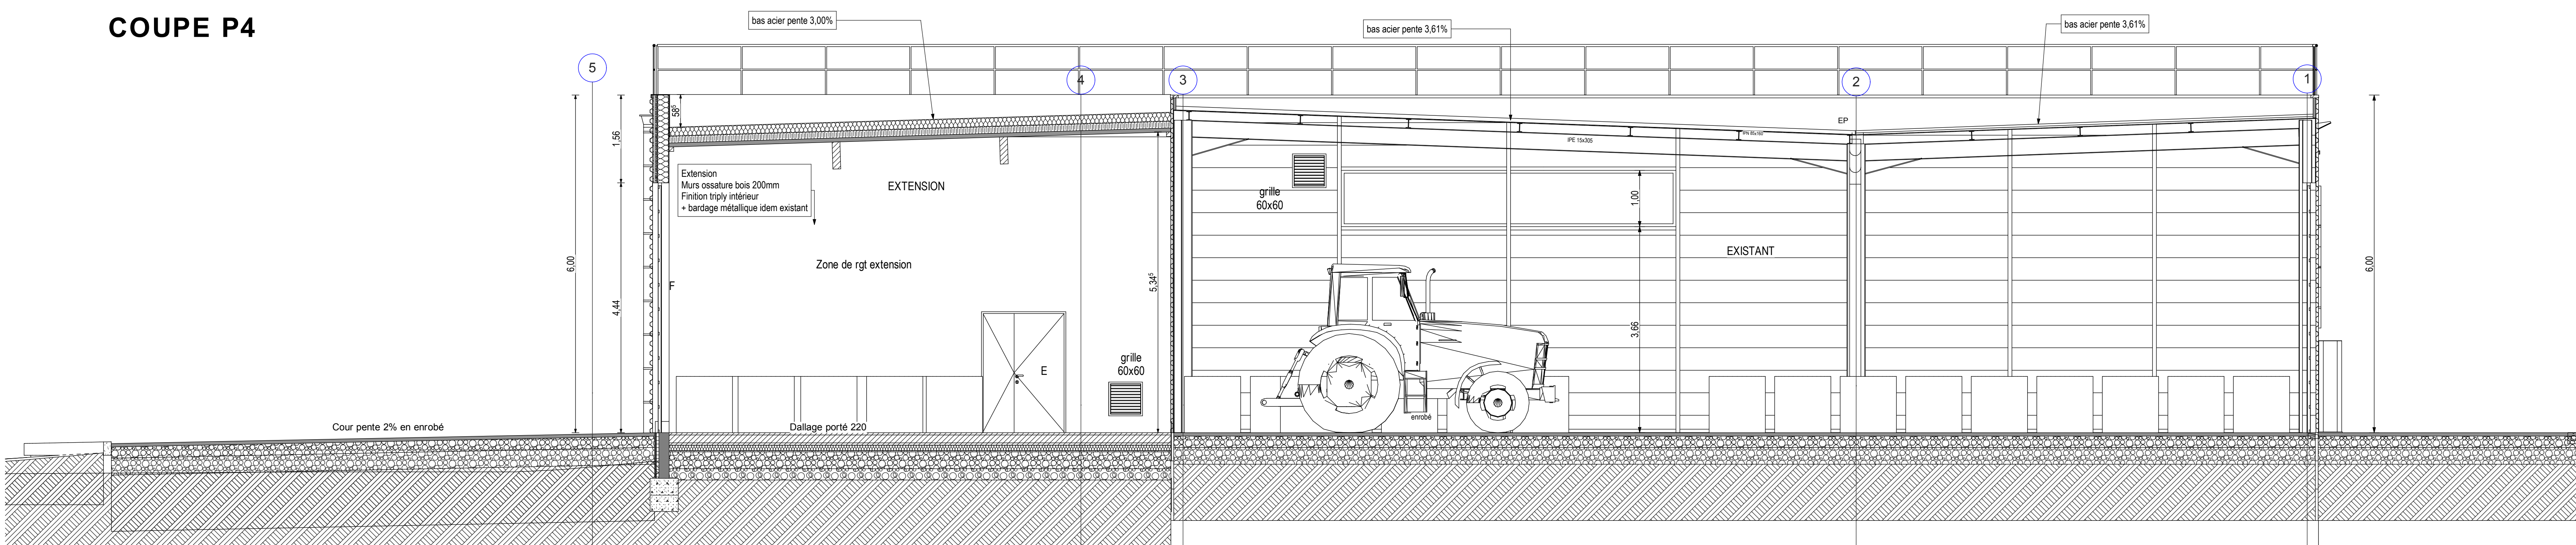 COUPE P4
bas acier pente 3,00%
bas acier pente 3,61%
bas acier pente 3,61%
5
4
3
2
1
58⁵
1,56
EP
IPE 15x305
Extension
Murs ossature bois 200mm
Finition triply intérieur
+ bardage métallique idem existant
EXTENSION
grille
60x60
1,00
EXISTANT
6,00
Zone de rgt extension
F
5,34⁵
6,00
4,44
3,66
grille
60x60
E
enrobé
Cour pente 2% en enrobé
Dallage porté 220